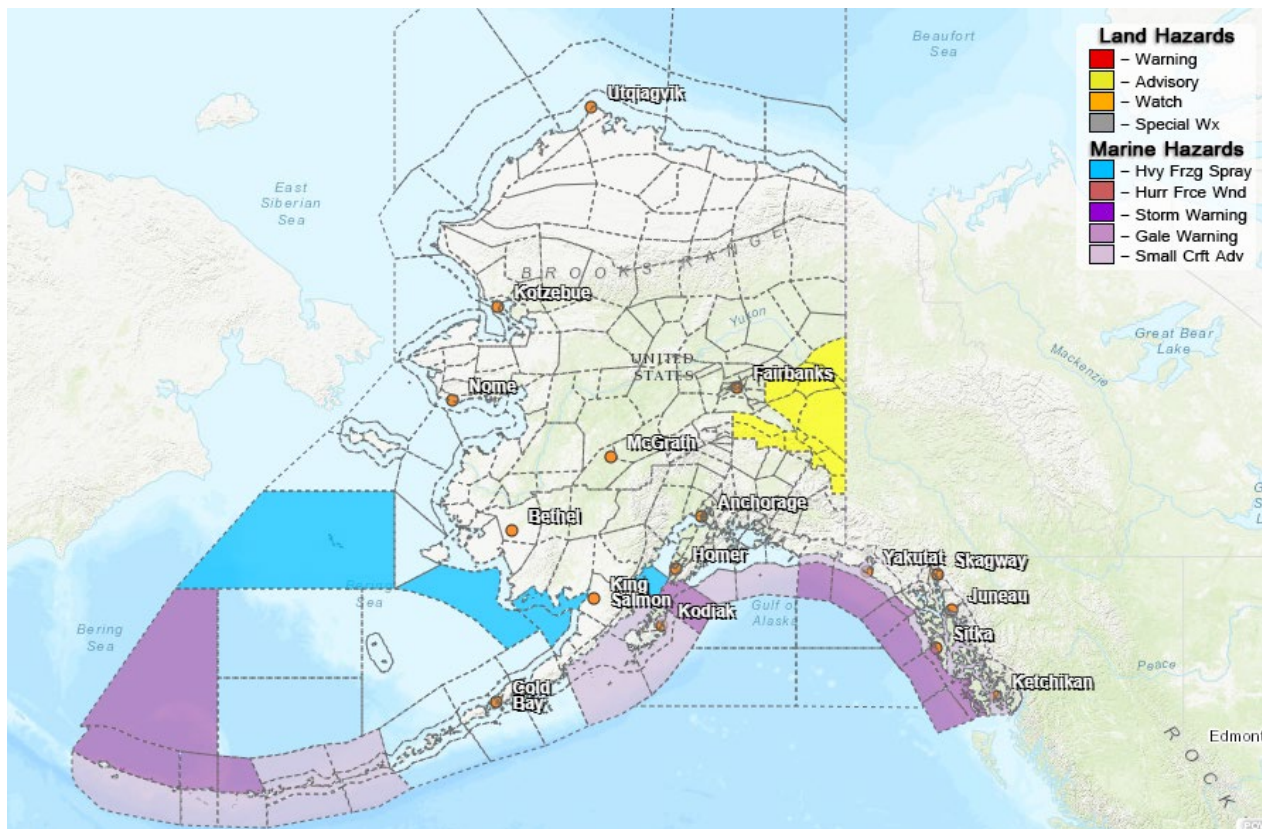 Beaufort
Sea
Land Hazards
– Warning
– Advisory
– Watch
– Special Wx
Marine Hazards
– Hvy Frzg Spray
– Hurr Frce Wnd
– Storm Warning
– Gale Warning
– Small Crft Adv
Utqiagvik
East
Siberian
Sea
BROOKS RANGE
Kotzebue
Yukon
Great Bear
Lake
Mackenzie
UNITED
STATES
Fairbanks
Nome
McGrath
Anchorage
Bethel
Homer
Yakutat
Skagway
King
Salmon
Bering
Sea
Kodiak
Gulf of
Alaska
Juneau
Bering
Sea
Sitka
Peace
Ketchikan
Cold
Bay
Edmont
ROCK